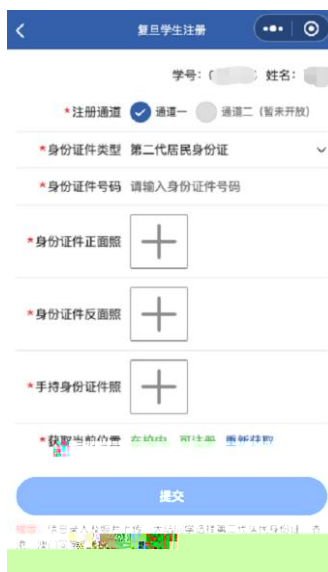 复旦学生注册
学号： 姓名：
*注册通道 通道一 通道二（暂未开放）
*身份证件类型 第二代居民身份证
*身份证件号码 请输入身份证件号码
*身份证件正面照
*身份证件反面照
*手持身份证件照
*获取当前位置 在校内，可注册 重新获取
提交